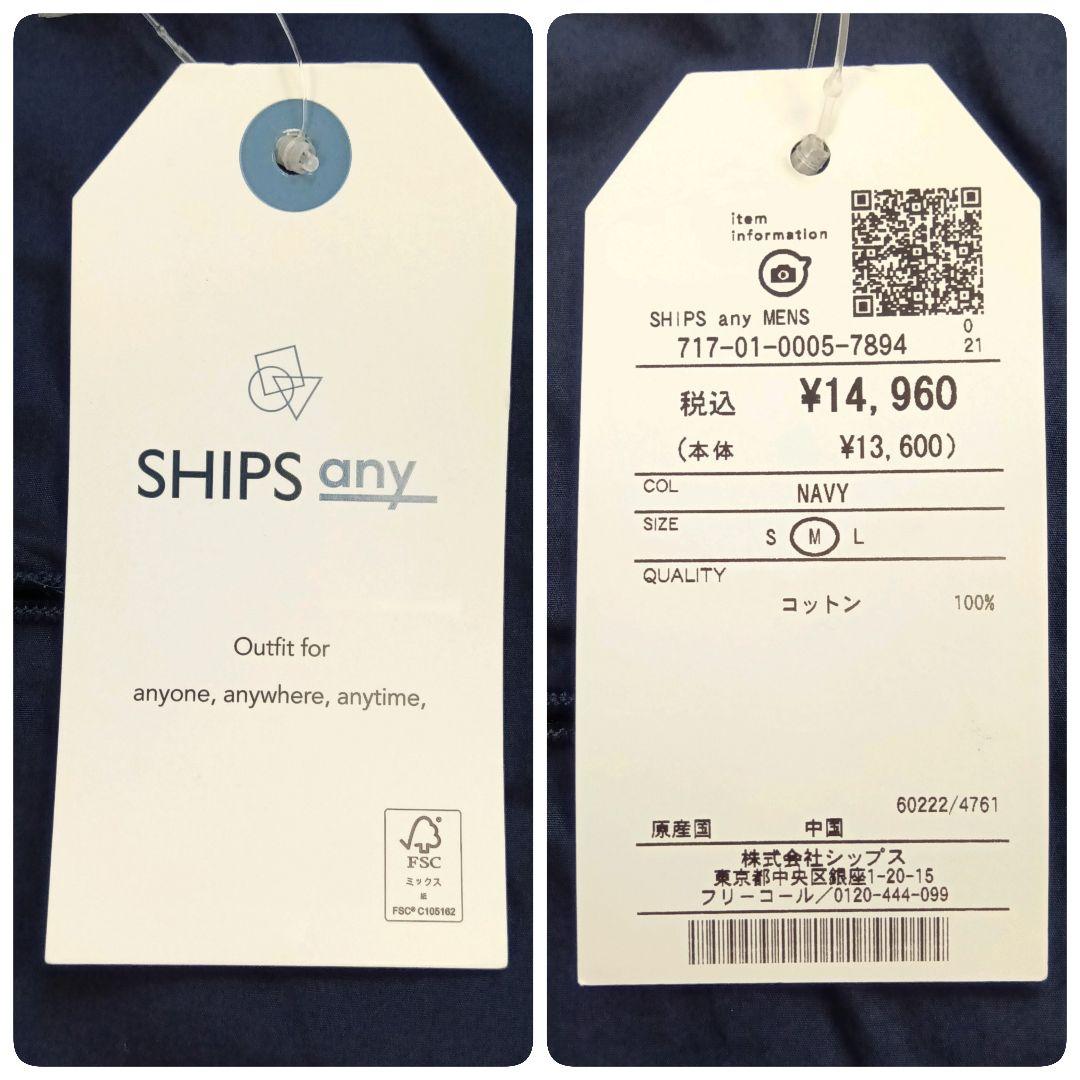 SHIPS any
Outfit for
anyone, anywhere, anytime,
FSC
ミックス
紙
FSC® C105162
item
information
SHIPS any MENS
0
717-01-0005-7894
21
税込 ¥14,960
(本体 ¥13,600)
COL NAVY
SIZE S M L
QUALITY
コットン 100%
60222/4761
原産国 中国
株式会社シップス
東京都中央区銀座1-20-15
フリーコール/0120-444-099